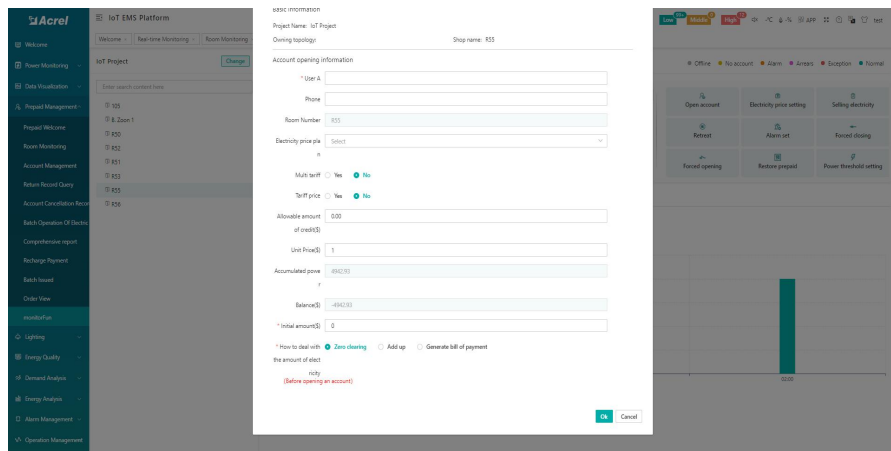 Acrel
IoT EMS Platform
Low 99+ Middle High APP test
Welcome
Real-time Monitoring
Room Monitoring
Welcome
Power Monitoring
Data Visualization
Prepaid Management
Prepaid Welcome
Room Monitoring
Account Management
Return Record Query
Account Cancellation Recor
Batch Operation Of Electric
Comprehensive report
Recharge Payment
Batch Issued
Order View
monitorFun
Lighting
Energy Quality
Demand Analysis
Energy Analysis
Alarm Management
Operation Management
IoT Project
Change
Enter search content here
105
B. Zoon 1
R50
R52
R51
R53
R55
R56
Basic information
Project Name: IoT Project
Owning topology:
Shop name: R55
Account opening information
* User A
Phone
Room Number R55
Electricity price pla
n
Select
Multi tariff Yes No
Tariff price Yes No
Allowable amount
of credit($)
0.00
Unit Price($) 1
Accumulated powe
r
4942.93
Balance($) -4942.93
* Initial amount($) 0
* How to deal with
the amount of elect
ricity
(Before opening an account)
Zero clearing Add up Generate bill of payment
Ok Cancel
Offline No account Alarm Arrears Exception Normal
Open account
Electricity price setting
Selling electricity
Retreat
Alarm set
Forced closing
Forced opening
Restore prepaid
Power threshold setting
02:00